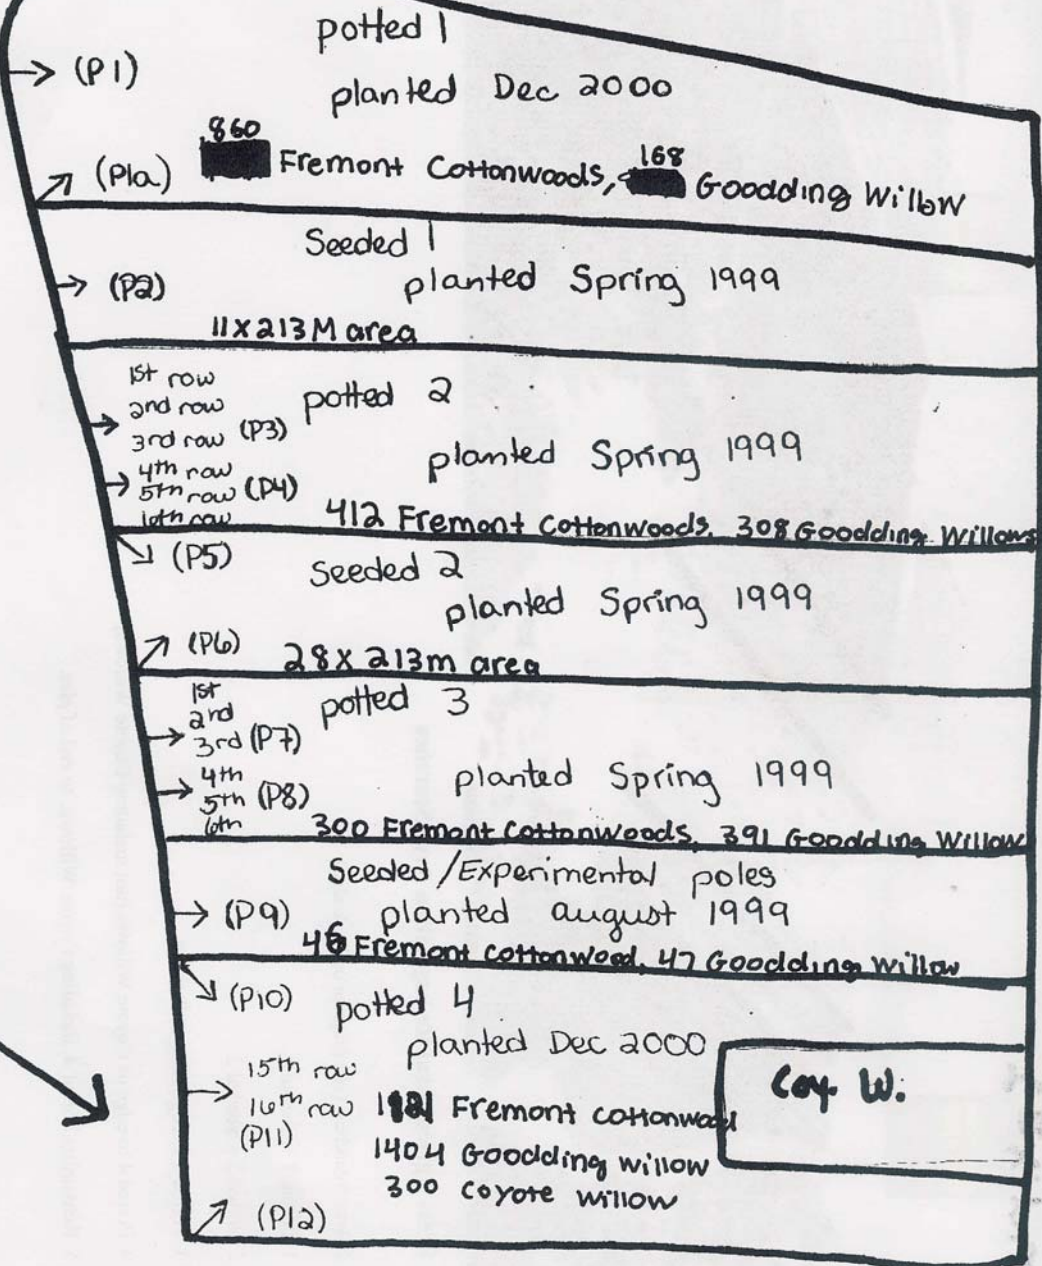 potted 1
→ (P1)
planted Dec 2000
860 168
(P1a) Fremont Cottonwoods, Goodding Willow
Seeded 1
(P2) planted Spring 1999
11x213M area
1st row
2nd row potted 2
3rd row (P3)
planted Spring 1999
4th row
5th row (P4)
6th row 412 Fremont Cottonwoods. 308 Goodding Willows
(P5) Seeded 2
planted Spring 1999
(P6) 28x213m area
1st potted 3
2nd
3rd (P7)
planted Spring 1999
4th
5th (P8)
6th 300 Fremont Cottonwoods, 391 Goodding Willow
Seeded/Experimental poles
(P9) planted august 1999
46 Fremont Cottonwood, 47 Goodding Willow
(P10) potted 4
planted Dec 2000
15th row Coy. W.
16th row Fremont cottonwood
(P11)
1404 Goodding willow
300 Coyote willow
(P12)